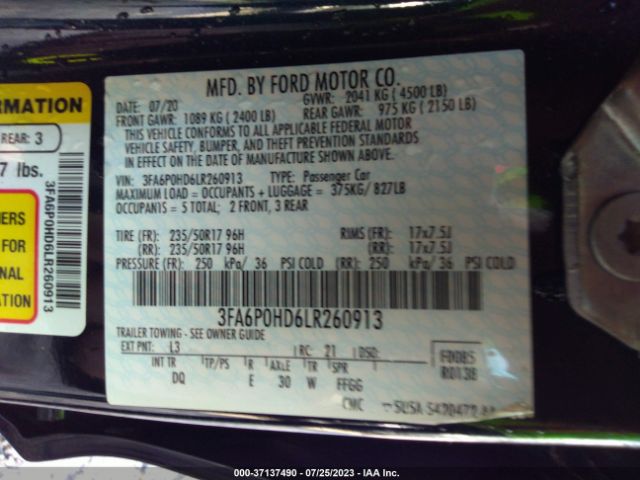 ORMATION
REAR: 3
7 lbs.
NERS
FOR
NAL
TION
3FA6P0HD6LR260913
MFD. BY FORD MOTOR CO.
DATE: 07/20 GVWR: 2041 KG ( 4500 LB)
FRONT GAWR: 1089 KG ( 2400 LB) REAR GAWR: 975 KG ( 2150 LB)
THIS VEHICLE CONFORMS TO ALL APPLICABLE FEDERAL MOTOR
VEHICLE SAFETY, BUMPER, AND THEFT PREVENTION STANDARDS
IN EFFECT ON THE DATE OF MANUFACTURE SHOWN ABOVE.
VIN: 3FA6P0HD6LR260913 TYPE: Passenger Car
MAXIMUM LOAD = OCCUPANTS + LUGGAGE = 375KG/ 827LB
OCCUPANTS = 5 TOTAL; 2 FRONT, 3 REAR
TIRE (FR): 235/50R17 96H RIMS (FR): 17x7.5J
(RR): 235/50R17 96H (RR): 17x7.5J
PRESSURE (FR): 250 kPa/ 36 PSI COLD (RR): 250 kPa/ 36 PSI COLD
3FA6P0HD6LR260913
TRAILER TOWING - SEE OWNER GUIDE
EXT PNT: L3 RC: 21 DSO:
INT TR TP/PS R AXLE TR SPR
DQ E 30 W FFGG
CMC
000-37137490 - 07/25/2023 - IAA Inc.